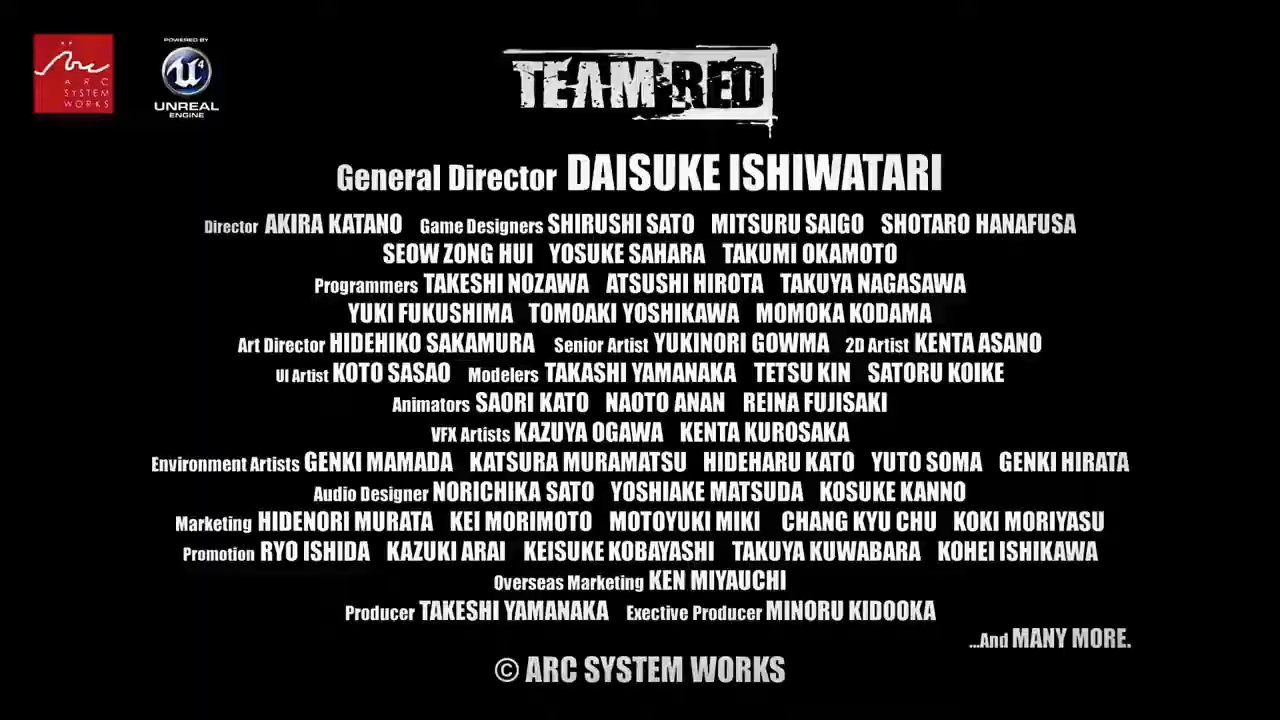 Arc
ARC
SYSTEM
WORKS
POWERED BY
U4
UNREAL
ENGINE
TEAM RED
General Director DAISUKE ISHIWATARI
Director AKIRA KATANO Game Designers SHIRUSHI SATO MITSURU SAIGO SHOTARO HANAFUSA
SEOW ZONG HUI YOSUKE SAHARA TAKUMI OKAMOTO
Programmers TAKESHI NOZAWA ATSUSHI HIROTA TAKUYA NAGASAWA
YUKI FUKUSHIMA TOMOAKI YOSHIKAWA MOMOKA KODAMA
Art Director HIDEHIKO SAKAMURA Senior Artist YUKINORI GOWMA 2D Artist KENTA ASANO
UI Artist KOTO SASAO Modelers TAKASHI YAMANAKA TETSU KIN SATORU KOIKE
Animators SAORI KATO NAOTO ANAN REINA FUJISAKI
VFX Artists KAZUYA OGAWA KENTA KUROSAKA
Environment Artists GENKI MAMADA KATSURA MURAMATSU HIDEHARU KATO YUTO SOMA GENKI HIRATA
Audio Designer NORICHIKA SATO YOSHIAKE MATSUDA KOSUKE KANNO
Marketing HIDENORI MURATA KEI MORIMOTO MOTOYUKI MIKI CHANG KYU CHU KOKI MORIYASU
Promotion RYO ISHIDA KAZUKI ARAI KEISUKE KOBAYASHI TAKUYA KUWABARA KOHEI ISHIKAWA
Overseas Marketing KEN MIYAUCHI
Producer TAKESHI YAMANAKA Exective Producer MINORU KIDOOKA
...And MANY MORE.
© ARC SYSTEM WORKS